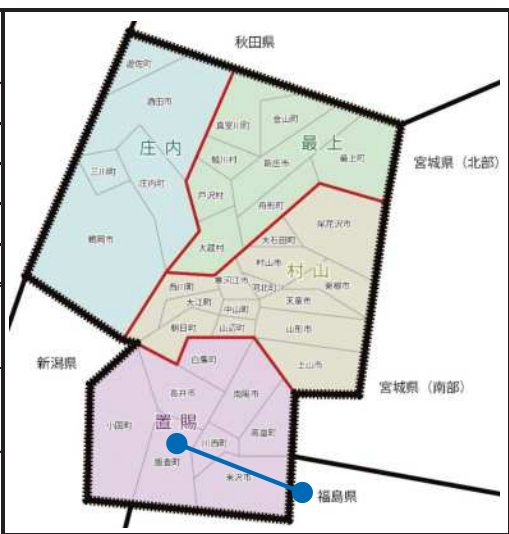 秋田県
遊佐町
酒田市
庄内
三川町
庄内町
鶴岡市
真室川町
金山町
最上
鮭川村
新庄市
最上町
戸沢村
舟形町
大蔵村
宮城県（北部）
尾花沢市
大石田町
村山市
村山
西川町
寒河江市
河北町
東根市
大江町
中山町
天童市
朝日町
山辺町
山形市
上山市
新潟県
宮城県（南部）
白鷹町
長井市
南陽市
小国町
置賜
川西町
高畠町
飯豊町
米沢市
福島県